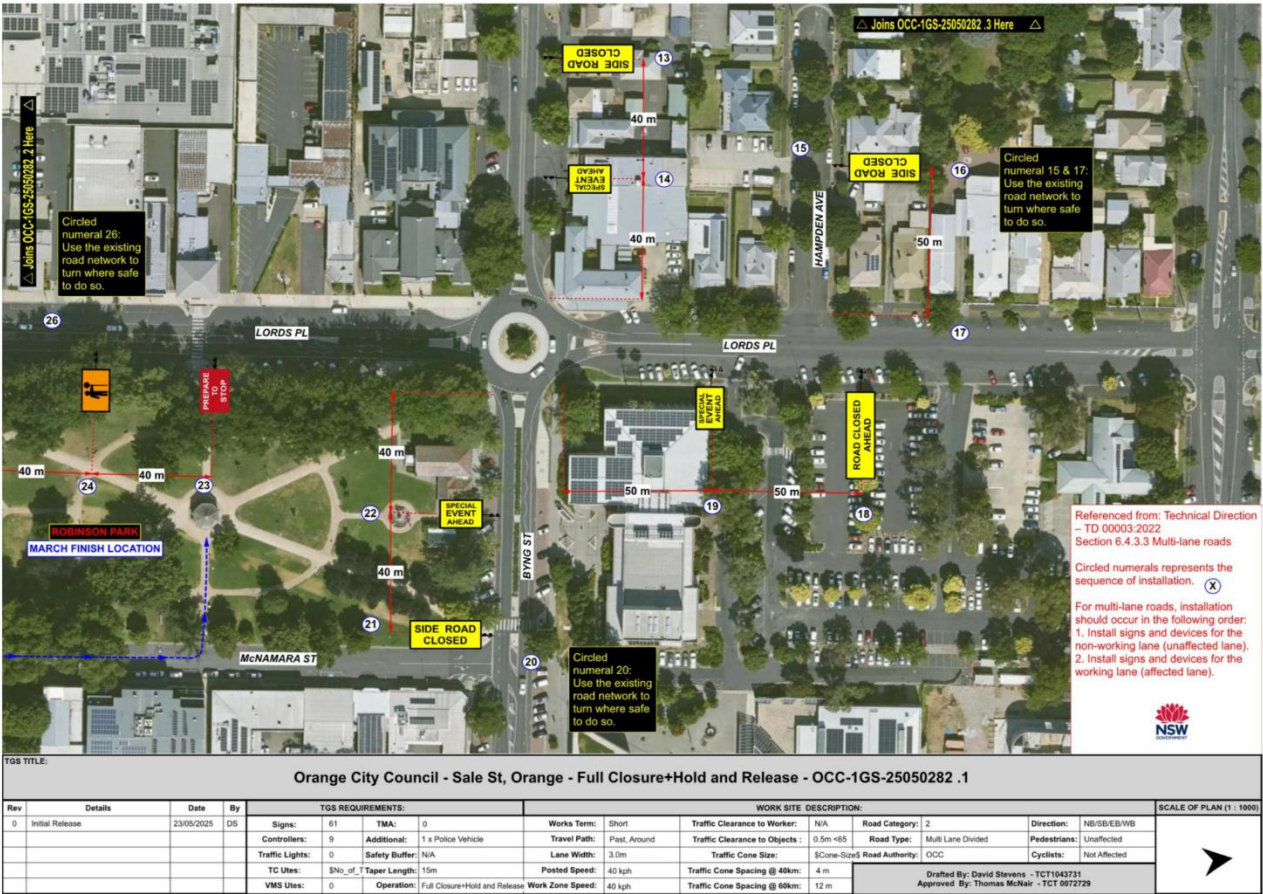 △ Joins OCC-1GS-25050282 .3 Here △
△ Joins OCC-1GS-25050282 .2 Here △
SIDE ROAD
CLOSED
13
40 m
SPECIAL
EVENT
AHEAD
14
40 m
15
HAMPDEN AVE
SIDE ROAD
CLOSED
16
50 m
Circled
numeral 15 & 17:
Use the existing
road network to
turn where safe
to do so.
Circled
numeral 26:
Use the existing
road network to
turn where safe
to do so.
26
LORDS PL
LORDS PL
17
PREPARE
TO
STOP
SPECIAL
EVENT
AHEAD
ROAD CLOSED
AHEAD
40 m
40 m
40 m
24
23
50 m
50 m
19
18
22
SPECIAL
EVENT
AHEAD
ROBINSON PARK
MARCH FINISH LOCATION
BYNG ST
40 m
21
SIDE ROAD
CLOSED
McNAMARA ST
20
Circled
numeral 20:
Use the existing
road network to
turn where safe
to do so.
Referenced from: Technical Direction
– TD 00003:2022
Section 6.4.3.3 Multi-lane roads
Circled numerals represents the
sequence of installation. X
For multi-lane roads, installation
should occur in the following order:
1. Install signs and devices for the
non-working lane (unaffected lane).
2. Install signs and devices for the
working lane (affected lane).
NSW
GOVERNMENT
TGS TITLE:
Orange City Council - Sale St, Orange - Full Closure+Hold and Release - OCC-1GS-25050282 .1
Rev Details Date By TGS REQUIREMENTS: WORK SITE DESCRIPTION: SCALE OF PLAN (1 : 1000)
0 Initial Release 23/05/2025 DS Signs: 61 TMA: 0 Works Term: Short Traffic Clearance to Worker: N/A Road Category: 2 Direction: NB/SB/EB/WB
Controllers: 9 Additional: 1 x Police Vehicle Travel Path: Past, Around Traffic Clearance to Objects : 0.5m <65 Road Type: Multi Lane Divided Pedestrians: Unaffected
Traffic Lights: 0 Safety Buffer: N/A Lane Width: 3.0m Traffic Cone Size: $Cone-Size$ Road Authority: OCC Cyclists: Not Affected
TC Utes: $No_of_T Taper Length: 15m Posted Speed: 40 kph Traffic Cone Spacing @ 40km: 4 m Drafted By: David Stevens - TCT1043731
VMS Utes: 0 Operation: Full Closure+Hold and Release Work Zone Speed: 40 kph Traffic Cone Spacing @ 60km: 12 m Approved By: Thomas McNair - TCT 0072729